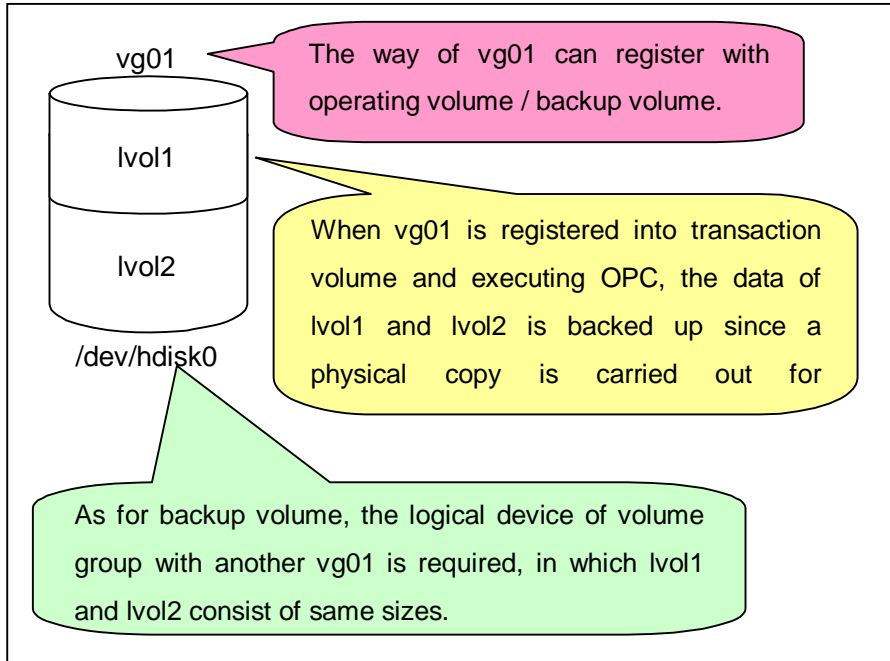 vg01
The way of vg01 can register with
operating volume / backup volume.
lvol1
lvol2
/dev/hdisk0
When vg01 is registered into transaction
volume and executing OPC, the data of
lvol1 and lvol2 is backed up since a
physical copy is carried out for
As for backup volume, the logical device of volume
group with another vg01 is required, in which lvol1
and lvol2 consist of same sizes.